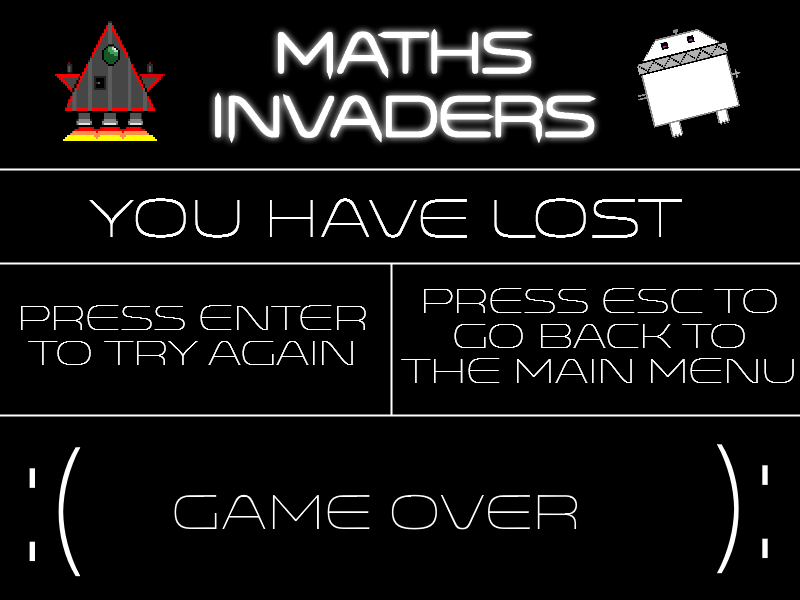 MATHS
INVADERS
YOU HAVE LOST
PRESS ENTER
TO TRY AGAIN
PRESS ESC TO
GO BACK TO
THE MAIN MENU
:( GAME OVER ):